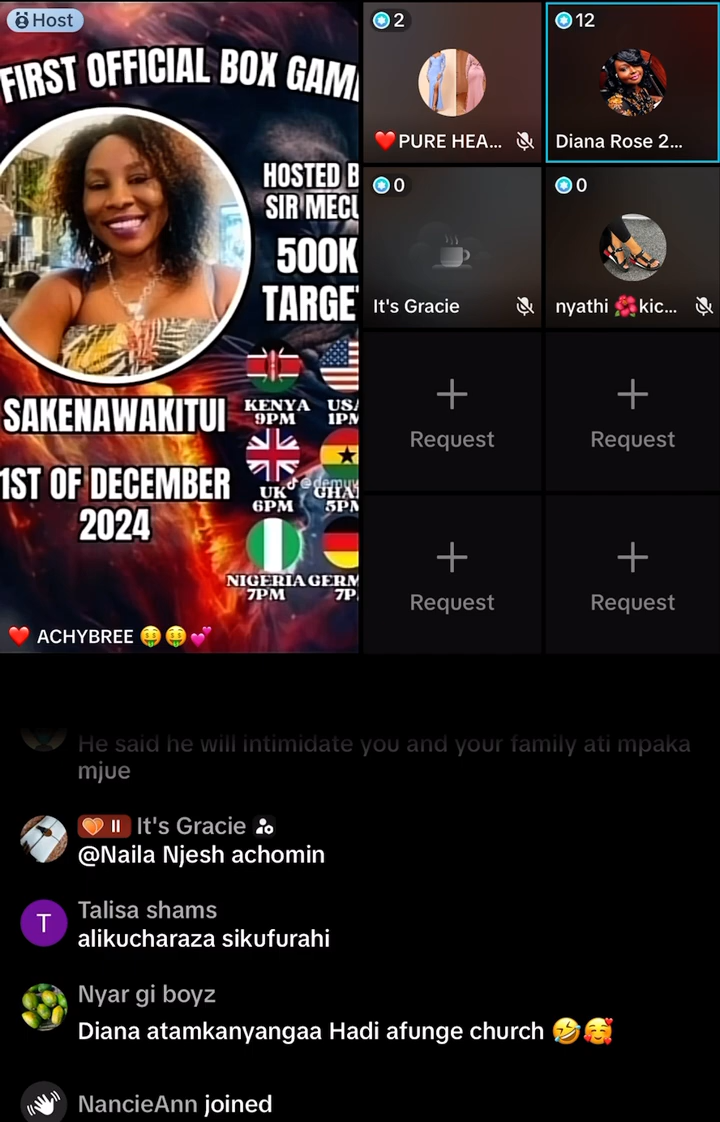 Host
FIRST OFFICIAL BOX GAM
HOSTED B
SIR MECU
500K
TARGE
SAKENAWAKITUI
1ST OF DECEMBER
2024
KENYA
9PM
USA
1PM
UK
6PM
GHA
5PM
NIGERIA
7PM
GERM
7P
❤️ ACHYBREE 🤑🤑💕
2
❤️PURE HEA...
12
Diana Rose 2...
0
It's Gracie
0
nyathi 🌺kic...
Request
Request
Request
Request
He said he will intimidate you and your family ati mpaka
mjue
II It's Gracie
@Naila Njesh achomin
T
Talisa shams
alikucharaza sikufurahi
Nyar gi boyz
Diana atamkanyangaa Hadi afunge church 🤣🥰
NancieAnn joined